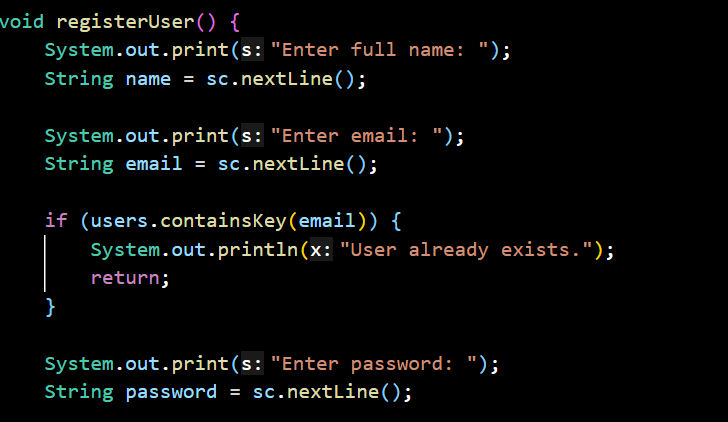 void registerUser() {
    System.out.print(s: "Enter full name: ");
    String name = sc.nextLine();

    System.out.print(s: "Enter email: ");
    String email = sc.nextLine();

    if (users.containsKey(email)) {
        System.out.println(x: "User already exists.");
        return;
    }

    System.out.print(s: "Enter password: ");
    String password = sc.nextLine();